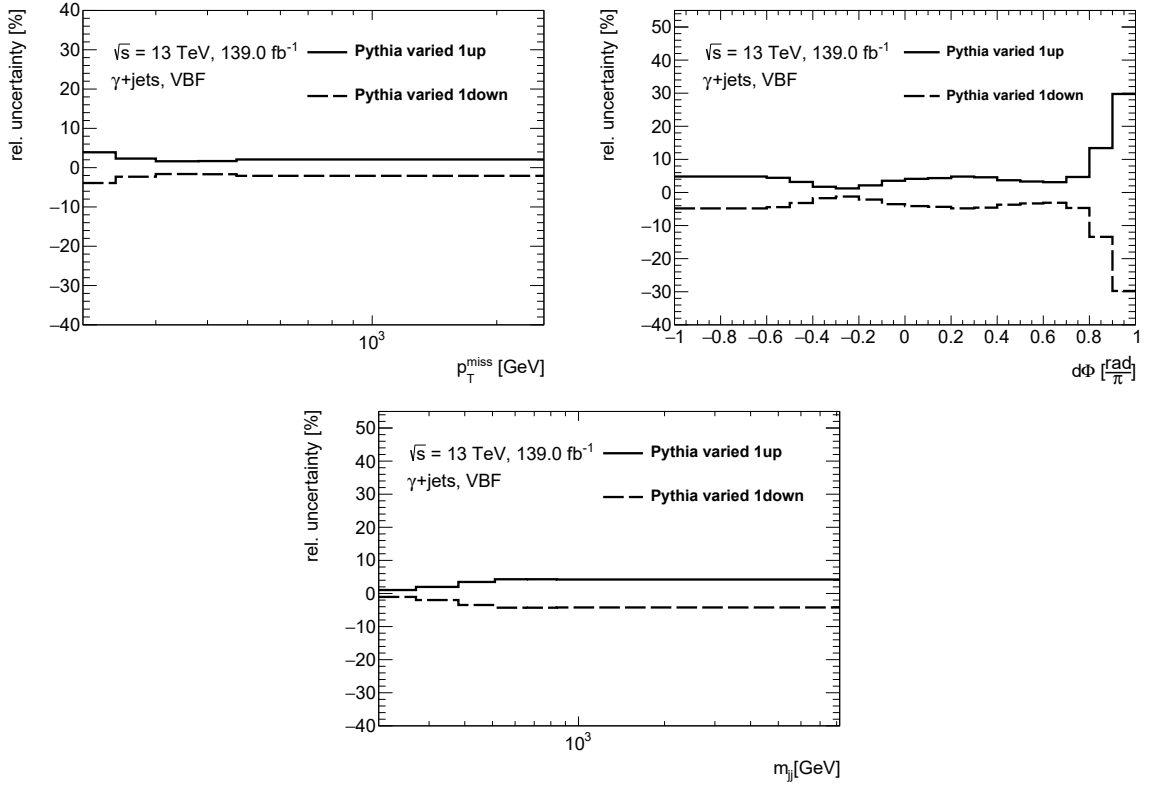 rel. uncertainty [%]
40
30
20
10
0
−10
−20
−30
−40
√s = 13 TeV, 139.0 fb⁻¹
γ+jets, VBF
Pythia varied 1up
Pythia varied 1down
10³
p_T^miss [GeV]
rel. uncertainty [%]
50
40
30
20
10
0
−10
−20
−30
−40
√s = 13 TeV, 139.0 fb⁻¹
γ+jets, VBF
Pythia varied 1up
Pythia varied 1down
−1 −0.8 −0.6 −0.4 −0.2 0 0.2 0.4 0.6 0.8 1
dΦ [rad/π]
rel. uncertainty [%]
50
40
30
20
10
0
−10
−20
−30
−40
√s = 13 TeV, 139.0 fb⁻¹
γ+jets, VBF
Pythia varied 1up
Pythia varied 1down
10³
m_jj[GeV]